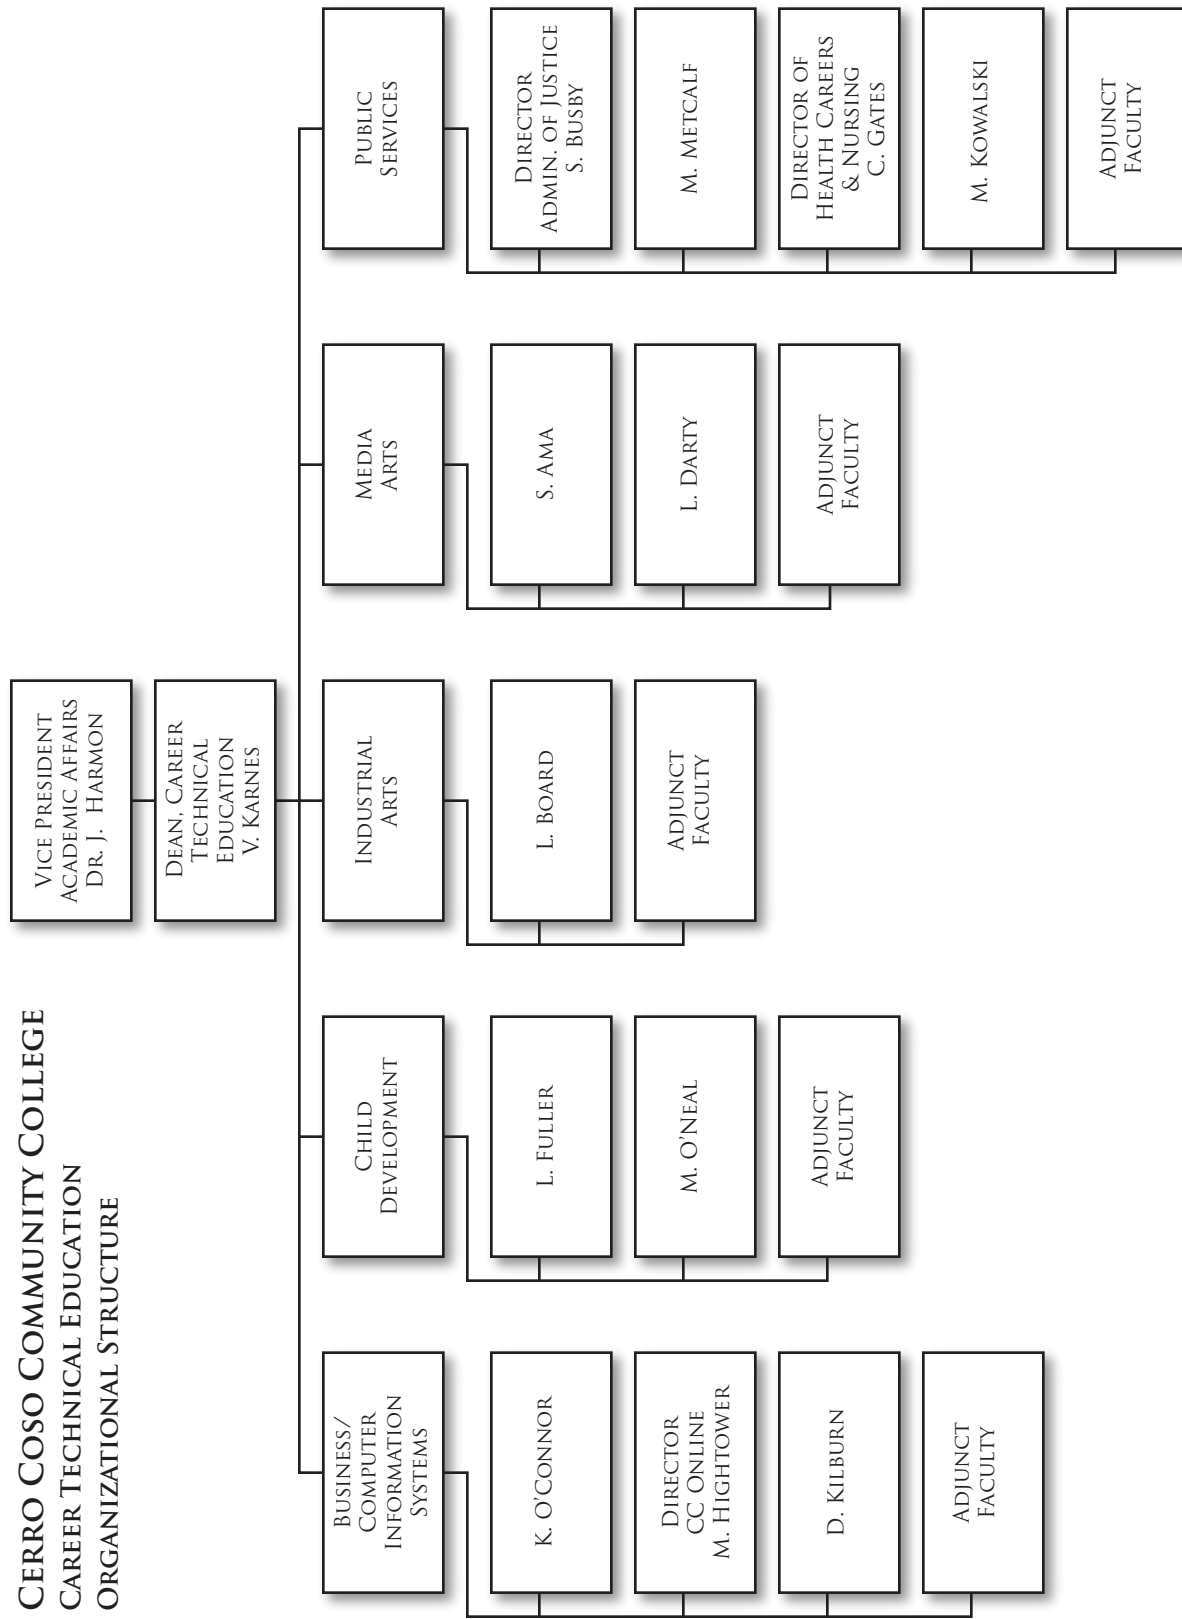 CERRO COSO COMMUNITY COLLEGE
CAREER TECHNICAL EDUCATION
ORGANIZATIONAL STRUCTURE
VICE PRESIDENT
ACADEMIC AFFAIRS
DR. J. HARMON
DEAN, CAREER
TECHNICAL
EDUCATION
V. KARNES
BUSINESS/
COMPUTER
INFORMATION
SYSTEMS
K. O'CONNOR
DIRECTOR
CC ONLINE
M. HIGHTOWER
D. KILBURN
ADJUNCT
FACULTY
CHILD
DEVELOPMENT
L. FULLER
M. O'NEAL
ADJUNCT
FACULTY
INDUSTRIAL
ARTS
L. BOARD
ADJUNCT
FACULTY
MEDIA
ARTS
S. AMA
L. DARTY
ADJUNCT
FACULTY
PUBLIC
SERVICES
DIRECTOR
ADMIN. OF JUSTICE
S. BUSBY
M. METCALF
DIRECTOR OF
HEALTH CAREERS
& NURSING
C. GATES
M. KOWALSKI
ADJUNCT
FACULTY